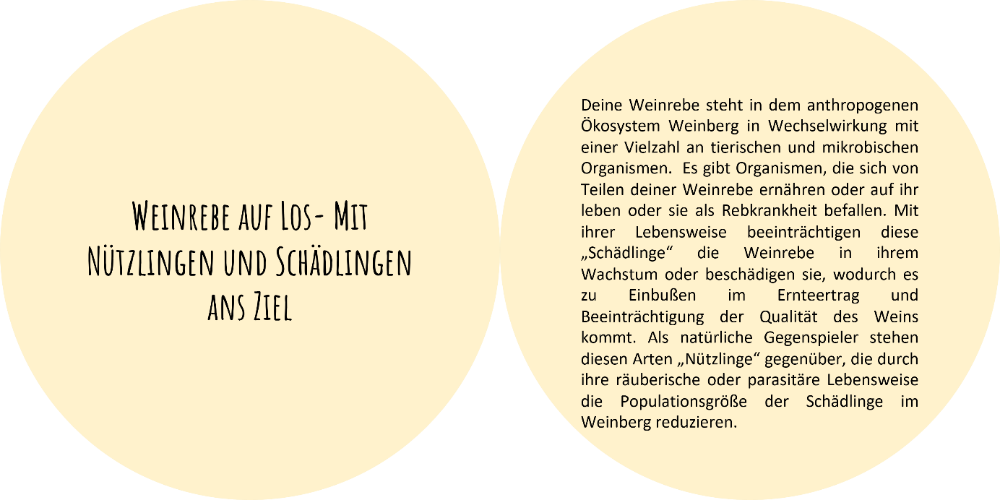 Weinrebe auf Los- Mit
Nützlingen und Schädlingen
ans Ziel
Deine Weinrebe steht in dem anthropogenen
Ökosystem Weinberg in Wechselwirkung mit
einer Vielzahl an tierischen und mikrobischen
Organismen.  Es gibt Organismen, die sich von
Teilen deiner Weinrebe ernähren oder auf ihr
leben oder sie als Rebkrankheit befallen. Mit
ihrer Lebensweise beeinträchtigen diese
„Schädlinge“ die Weinrebe in ihrem
Wachstum oder beschädigen sie, wodurch es
zu Einbußen im Ernteertrag und
Beeinträchtigung der Qualität des Weins
kommt. Als natürliche Gegenspieler stehen
diesen Arten „Nützlinge“ gegenüber, die durch
ihre räuberische oder parasitäre Lebensweise
die Populationsgröße der Schädlinge im
Weinberg reduzieren.